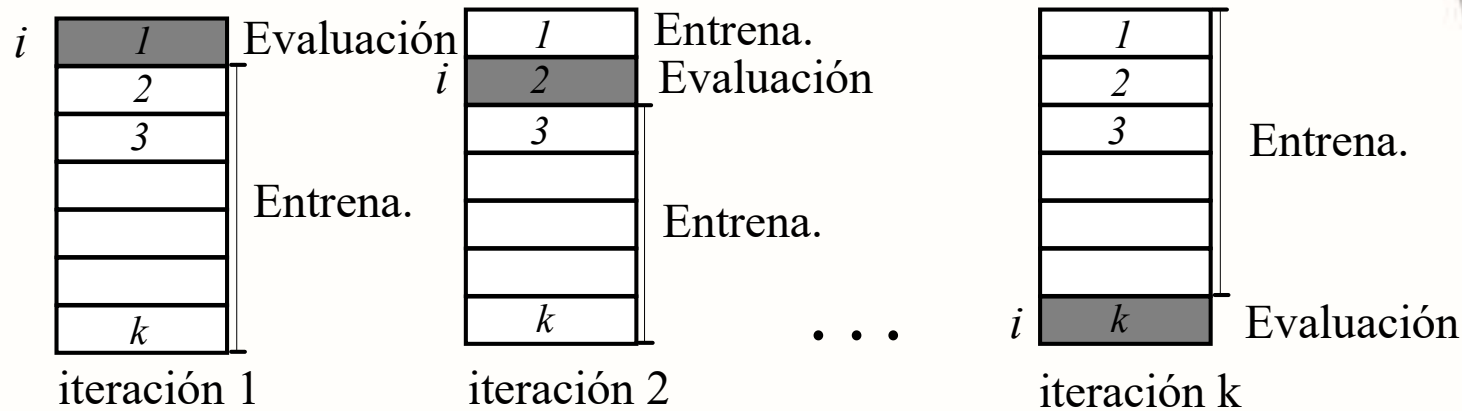 i 1 Evaluación
2
3
Entrena.
k
iteración 1
1 Entrena.
i 2 Evaluación
3
Entrena.
k
iteración 2
. . .
1
2
3
Entrena.
i k Evaluación
iteración k